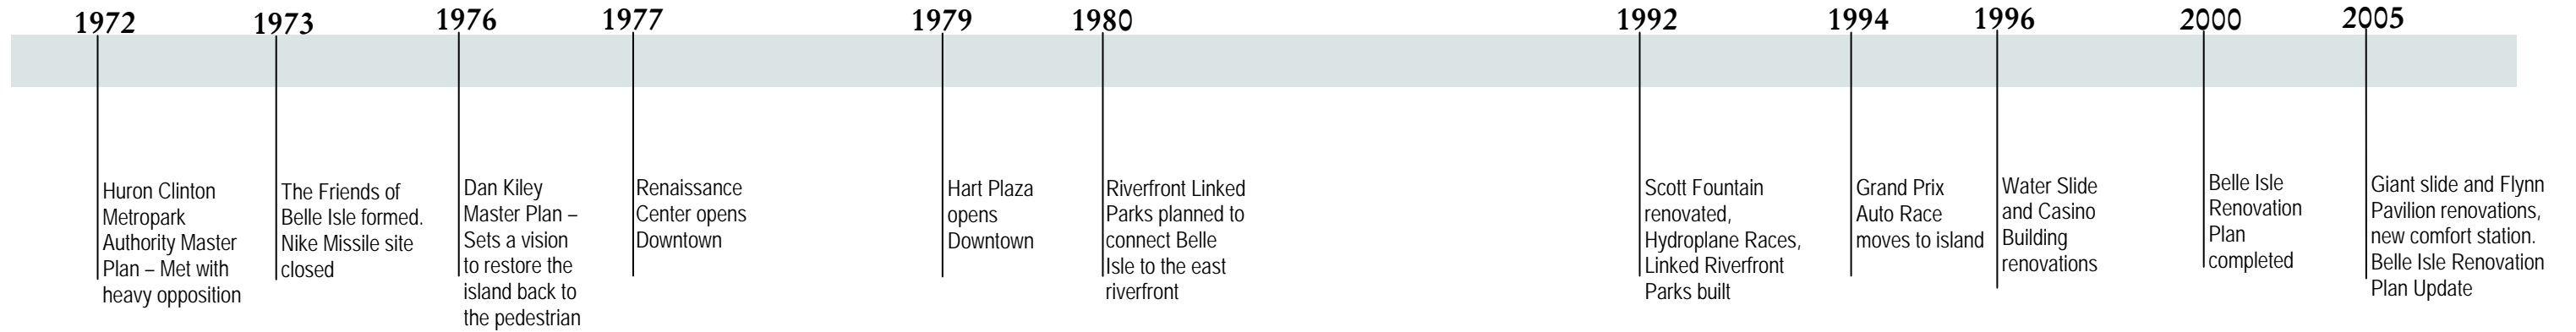 1972
1973
1976
1977
1979
1980
1992
1994
1996
2000
2005
Huron Clinton
Metropark
Authority Master
Plan – Met with
heavy opposition
The Friends of
Belle Isle formed.
Nike Missile site
closed
Dan Kiley
Master Plan –
Sets a vision
to restore the
island back to
the pedestrian
Renaissance
Center opens
Downtown
Hart Plaza
opens
Downtown
Riverfront Linked
Parks planned to
connect Belle
Isle to the east
riverfront
Scott Fountain
renovated,
Hydroplane Races,
Linked Riverfront
Parks built
Grand Prix
Auto Race
moves to island
Water Slide
and Casino
Building
renovations
Belle Isle
Renovation
Plan
completed
Giant slide and Flynn
Pavilion renovations,
new comfort station.
Belle Isle Renovation
Plan Update